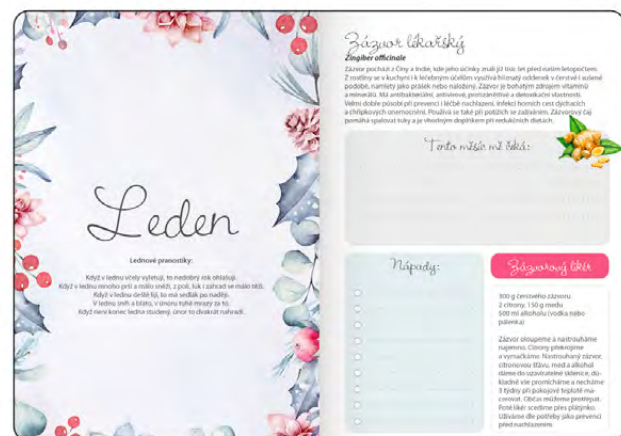 Leden
Lednové pranostiky:
Když v lednu včely vyletují, to nedobrý rok ohlašují.
Když v lednu mnoho prší a málo sněží, z polí, luk i zahrad se málo těží.
Když v lednu deště fijí, to má sedlák po naději.
V lednu sníh a bláto, v únoru tuhé mrazy za to.
Když není konec ledna studený, únor to dvakrát nahradí.
Zázvor lékařský
Zingiber officinale
Zázvor pochází z Číny a Indie, kde jeho účinky znali již tisíc let před naším letopočtem.
Z rostliny se v kuchyni i k léčebným účelům využívá hlíznatý oddenek v čerstvé i sušené
podobě, namletý jako prášek nebo naložený. Zázvor je bohatým zdrojem vitamínů
a minerálů. Má antibakteriální, antivirové, protizánětlivé a detoxikační vlastnosti.
Velmi dobře působí při prevenci i léčbě nachlazení, infekcí horních cest dýchacích
a chřipkových onemocnění. Používá se také při potížích se zažíváním. Zázvorový čaj
pomáhá spalovat tuky a je vhodným doplňkem při redukčních dietách.
Tento měsíc mě čeká:
Nápady:
Zázvorový likér
300 g čerstvého zázvoru
2 citrony, 150 g medu
500 ml alkoholu (vodka nebo
pálenka)
Zázvor oloupeme a nastrouháme
najemno. Citrony překrojíme
a vymačkáme. Nastrouhaný zázvor,
citronovou šťávu, med a alkohol
dáme do uzavíratelné sklenice, dů-
kladně vše promícháme a necháme
3 týdny při pokojové teplotě ma-
cerovat. Občas můžeme protřepat.
Poté likér scedíme přes plátýnko.
Užíváme dle potřeby jako prevenci
před nachlazením